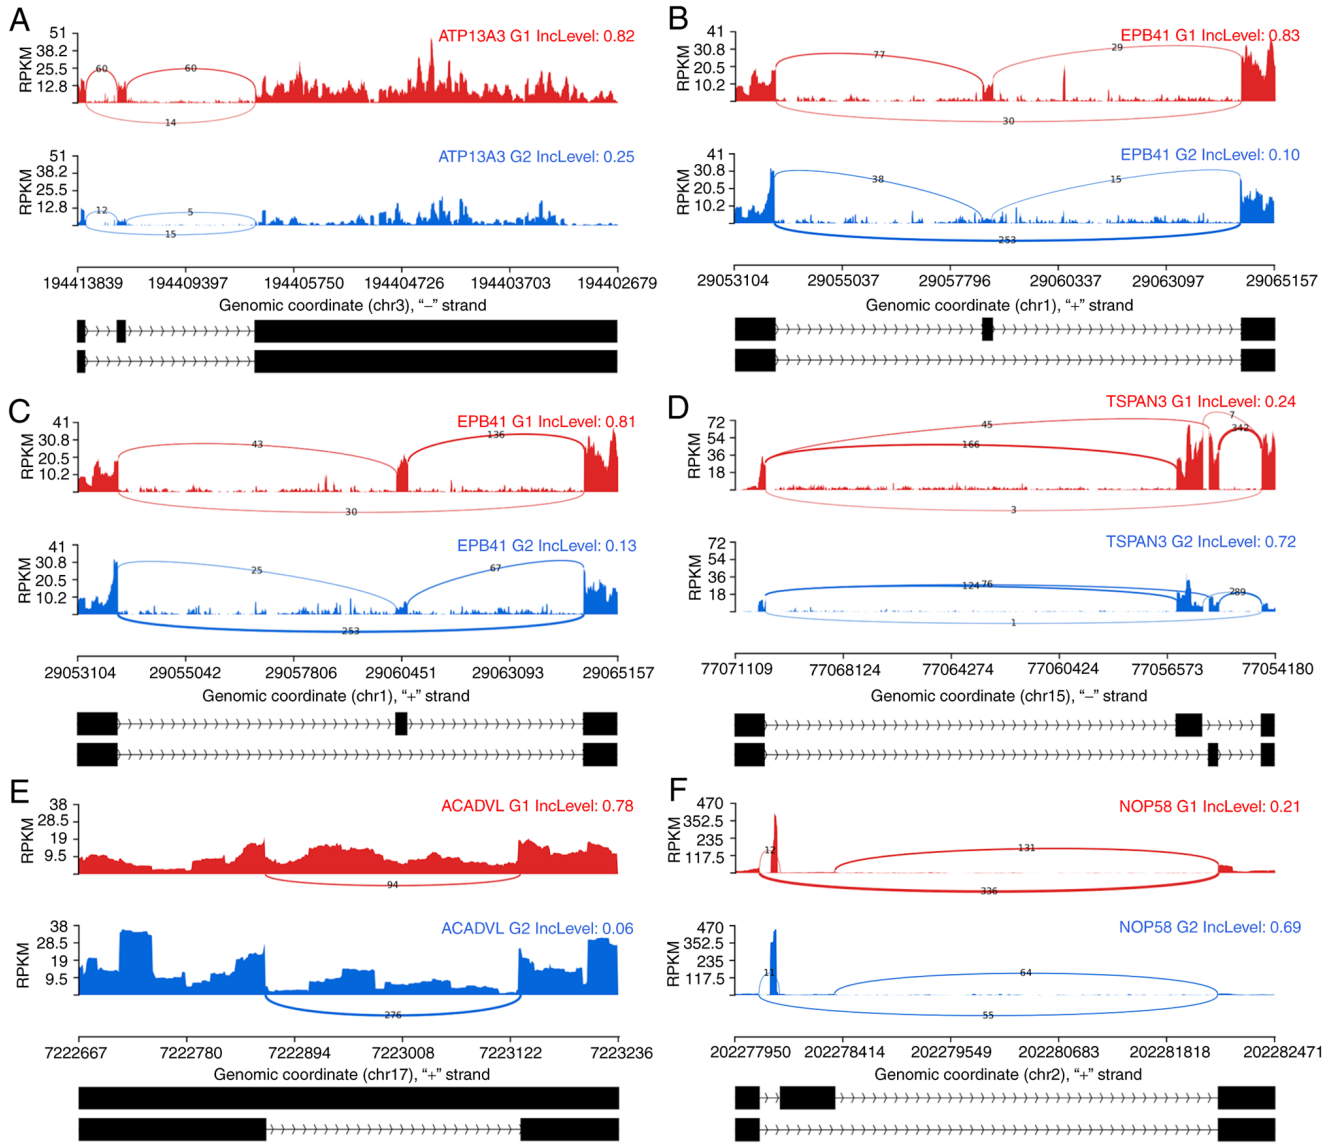 A
ATP13A3 G1 IncLevel: 0.82
RPKM
51
38.2
25.5
12.8
60
60
14
ATP13A3 G2 IncLevel: 0.25
RPKM
51
38.2
25.5
12.8
12
5
15
194413839 194409397 194405750 194404726 194403703 194402679
Genomic coordinate (chr3), “−” strand
B
EPB41 G1 IncLevel: 0.83
RPKM
41
30.8
20.5
10.2
77
29
30
EPB41 G2 IncLevel: 0.10
RPKM
41
30.8
20.5
10.2
38
15
253
29053104 29055037 29057796 29060337 29063097 29065157
Genomic coordinate (chr1), “+” strand
C
EPB41 G1 IncLevel: 0.81
RPKM
41
30.8
20.5
10.2
43
136
30
EPB41 G2 IncLevel: 0.13
RPKM
41
30.8
20.5
10.2
25
67
253
29053104 29055042 29057806 29060451 29063093 29065157
Genomic coordinate (chr1), “+” strand
D
TSPAN3 G1 IncLevel: 0.24
RPKM
72
54
36
18
45
7
166
342
3
TSPAN3 G2 IncLevel: 0.72
RPKM
72
54
36
18
124
76
289
1
77071109 77068124 77064274 77060424 77056573 77054180
Genomic coordinate (chr15), “−” strand
E
ACADVL G1 IncLevel: 0.78
RPKM
38
28.5
19
9.5
94
ACADVL G2 IncLevel: 0.06
RPKM
38
28.5
19
9.5
276
7222667 7222780 7222894 7223008 7223122 7223236
Genomic coordinate (chr17), “+” strand
F
NOP58 G1 IncLevel: 0.21
RPKM
470
352.5
235
117.5
12
131
336
NOP58 G2 IncLevel: 0.69
RPKM
470
352.5
235
117.5
11
64
55
202277950 202278414 202279549 202280683 202281818 202282471
Genomic coordinate (chr2), “+” strand